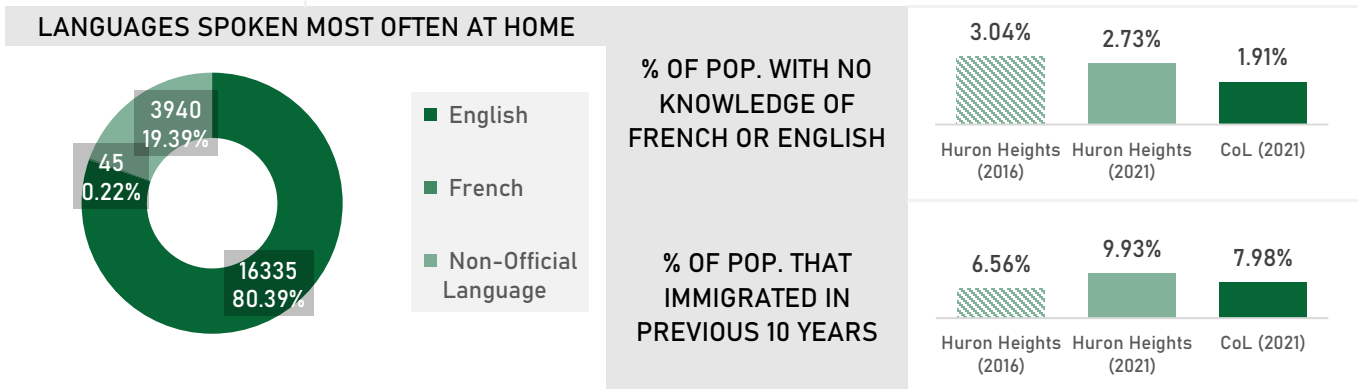 LANGUAGES SPOKEN MOST OFTEN AT HOME
3940
19.39%
45
0.22%
16335
80.39%
English
French
Non-Official
Language
% OF POP. WITH NO
KNOWLEDGE OF
FRENCH OR ENGLISH
3.04%
2.73%
1.91%
Huron Heights
(2016)
Huron Heights
(2021)
CoL (2021)
% OF POP. THAT
IMMIGRATED IN
PREVIOUS 10 YEARS
6.56%
9.93%
7.98%
Huron Heights
(2016)
Huron Heights
(2021)
CoL (2021)